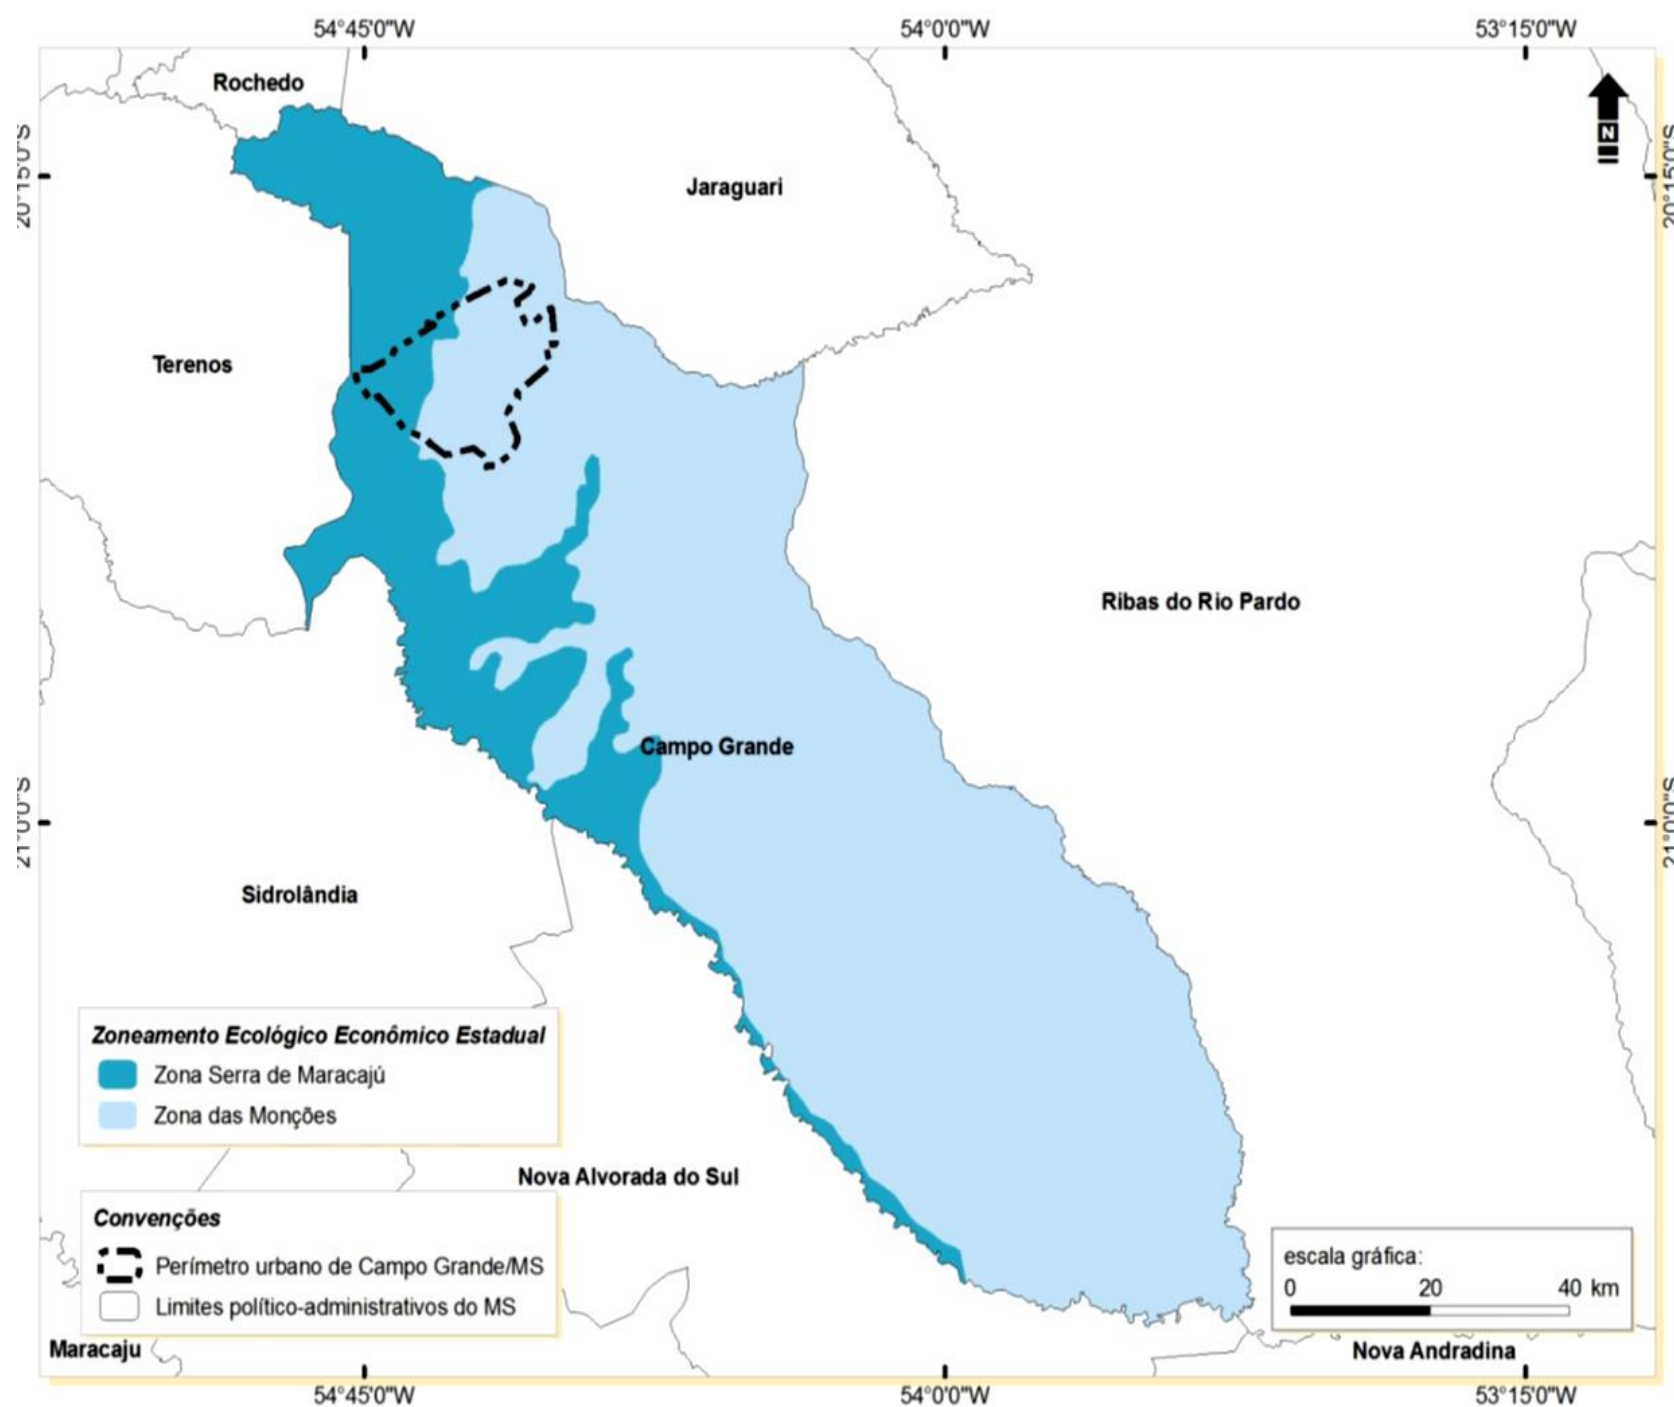 54°45'0"W 54°0'0"W 53°15'0"W
Rochedo
N
20°15'0"S 20°15'0"S
Jaraguari
Terenos
Ribas do Rio Pardo
Campo Grande
21°0'0"S 21°0'0"S
Sidrolândia
Zoneamento Ecológico Econômico Estadual
Zona Serra de Maracajú
Zona das Monções
Nova Alvorada do Sul
Convenções
Perímetro urbano de Campo Grande/MS
Limites político-administrativos do MS
escala gráfica:
0 20 40 km
Maracaju
Nova Andradina
54°45'0"W 54°0'0"W 53°15'0"W